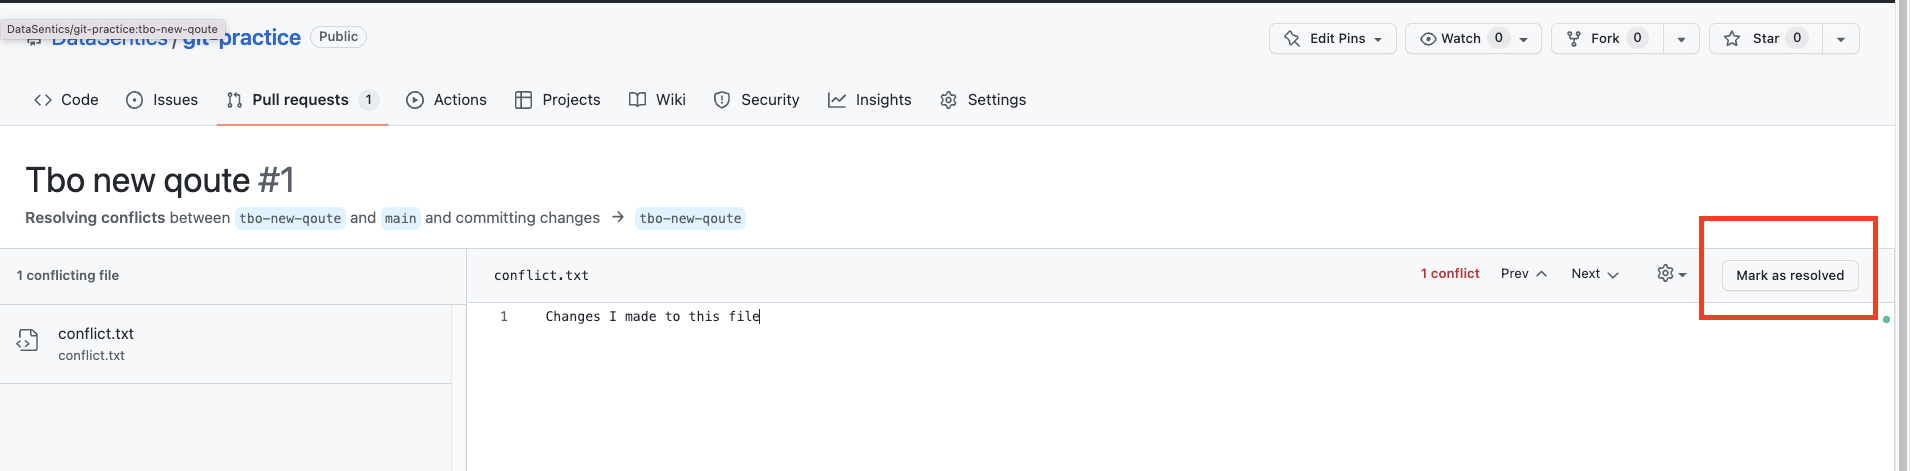 DataSentics/git-practice:tbo-new-qoute
DataSentics / git-practice Public
Edit Pins Watch 0 Fork 0 Star 0
Code Issues Pull requests 1 Actions Projects Wiki Security Insights Settings
Tbo new qoute #1
Resolving conflicts between tbo-new-qoute and main and committing changes → tbo-new-qoute
1 conflicting file
conflict.txt 1 conflict Prev Next Mark as resolved
1 Changes I made to this file
conflict.txt
conflict.txt